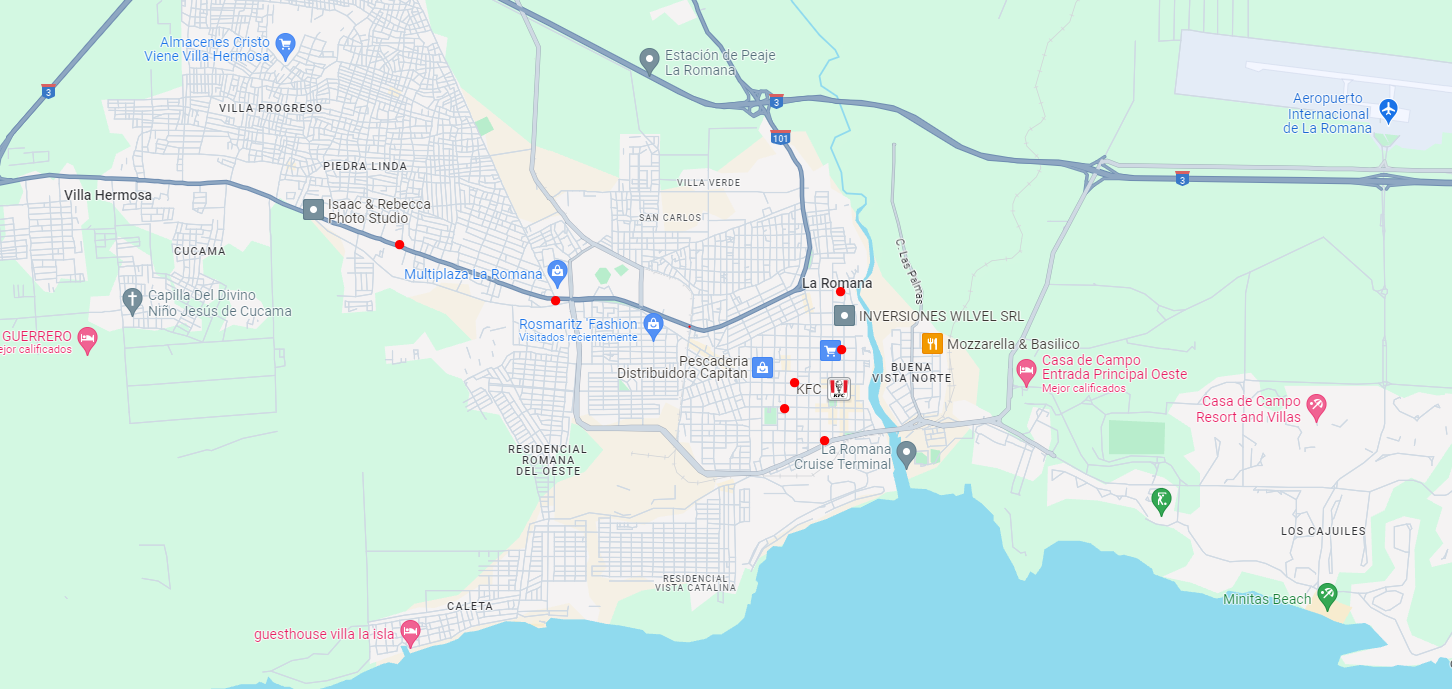 Almacenes Cristo
Viene Villa Hermosa
Estación de Peaje
La Romana
3
3
101
Aeropuerto
Internacional
de La Romana
VILLA PROGRESO
PIEDRA LINDA
VILLA VERDE
3
Villa Hermosa
Isaac & Rebecca
Photo Studio
SAN CARLOS
CUCAMA
C. Las Palmas
Multiplaza La Romana
La Romana
Capilla Del Divino
Niño Jesús de Cucama
INVERSIONES WILVEL SRL
Rosmaritz Fashion
Visitados recientemente
GUERRERO
ejor calificados
Mozzarella & Basilico
Pescaderia
Distribuidora Capitan
BUENA
VISTA NORTE
Casa de Campo
Entrada Principal Oeste
Mejor calificados
KFC
KFC
Casa de Campo
Resort and Villas
RESIDENCIAL
ROMANA
DEL OESTE
La Romana
Cruise Terminal
LOS CAJUILES
RESIDENCIAL
VISTA CATALINA
CALETA
Minitas Beach
guesthouse villa la isla